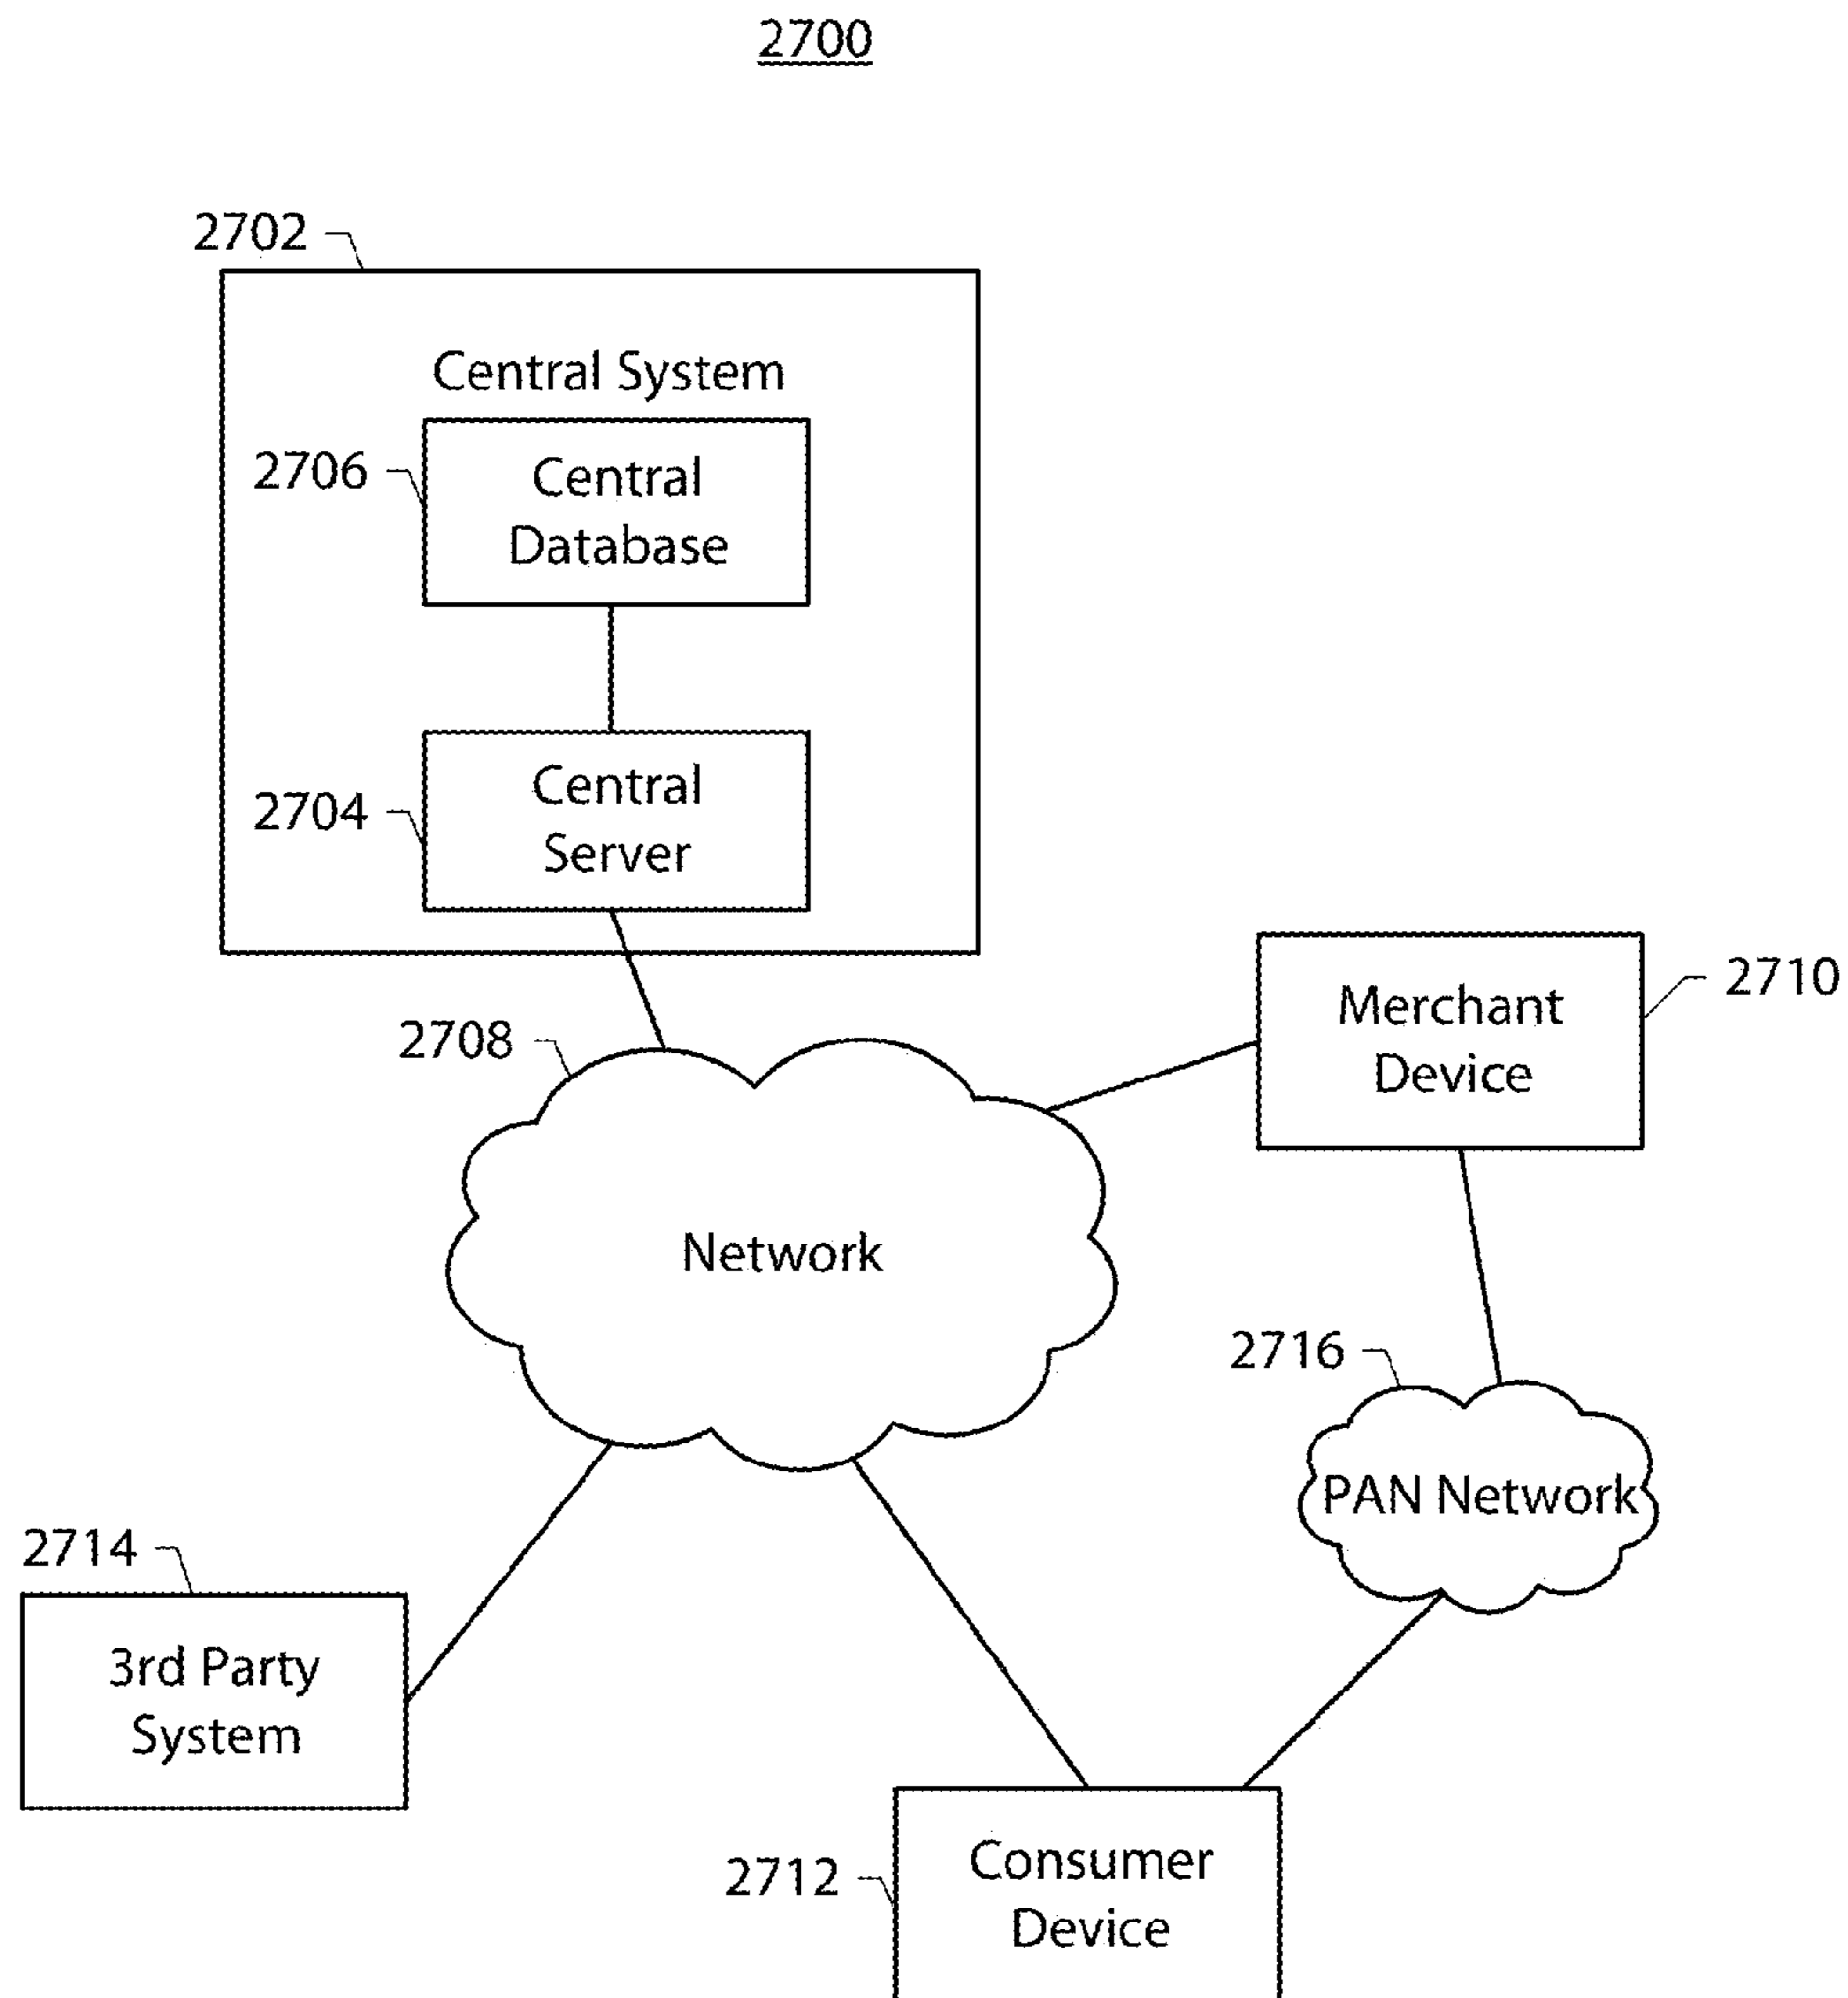 2700
2702
Central System
2706
Central
Database
2704
Central
Server
2708
Merchant
Device
2710
Network
2716
PAN Network
2714
3rd Party
System
2712
Consumer
Device